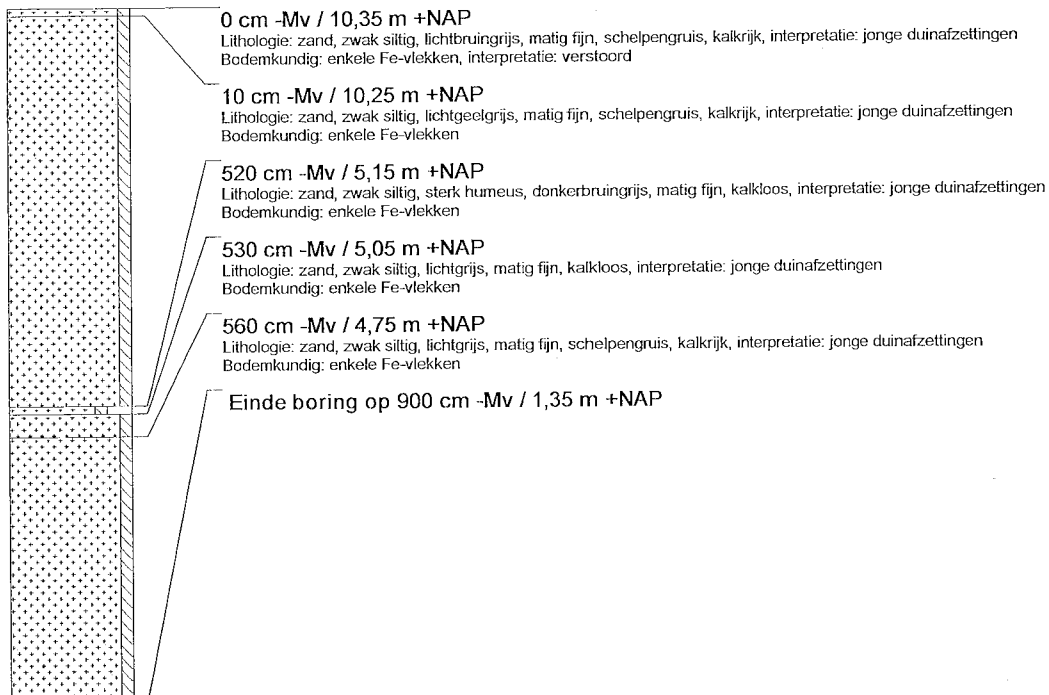 0 cm -Mv / 10,35 m +NAP
Lithologie: zand, zwak siltig, lichtbruingrijs, matig fijn, schelpengruis, kalkrijk, interpretatie: jonge duinafzettingen
Bodemkundig: enkele Fe-vlekken, interpretatie: verstoord
10 cm -Mv / 10,25 m +NAP
Lithologie: zand, zwak siltig, lichtgeelgrijs, matig fijn, schelpengruis, kalkrijk, interpretatie: jonge duinafzettingen
Bodemkundig: enkele Fe-vlekken
520 cm -Mv / 5,15 m +NAP
Lithologie: zand, zwak siltig, sterk humeus, donkerbruingrijs, matig fijn, kalkloos, interpretatie: jonge duinafzettingen
Bodemkundig: enkele Fe-vlekken
530 cm -Mv / 5,05 m +NAP
Lithologie: zand, zwak siltig, lichtgrijs, matig fijn, kalkloos, interpretatie: jonge duinafzettingen
Bodemkundig: enkele Fe-vlekken
560 cm -Mv / 4,75 m +NAP
Lithologie: zand, zwak siltig, lichtgrijs, matig fijn, schelpengruis, kalkrijk, interpretatie: jonge duinafzettingen
Bodemkundig: enkele Fe-vlekken
Einde boring op 900 cm -Mv / 1,35 m +NAP